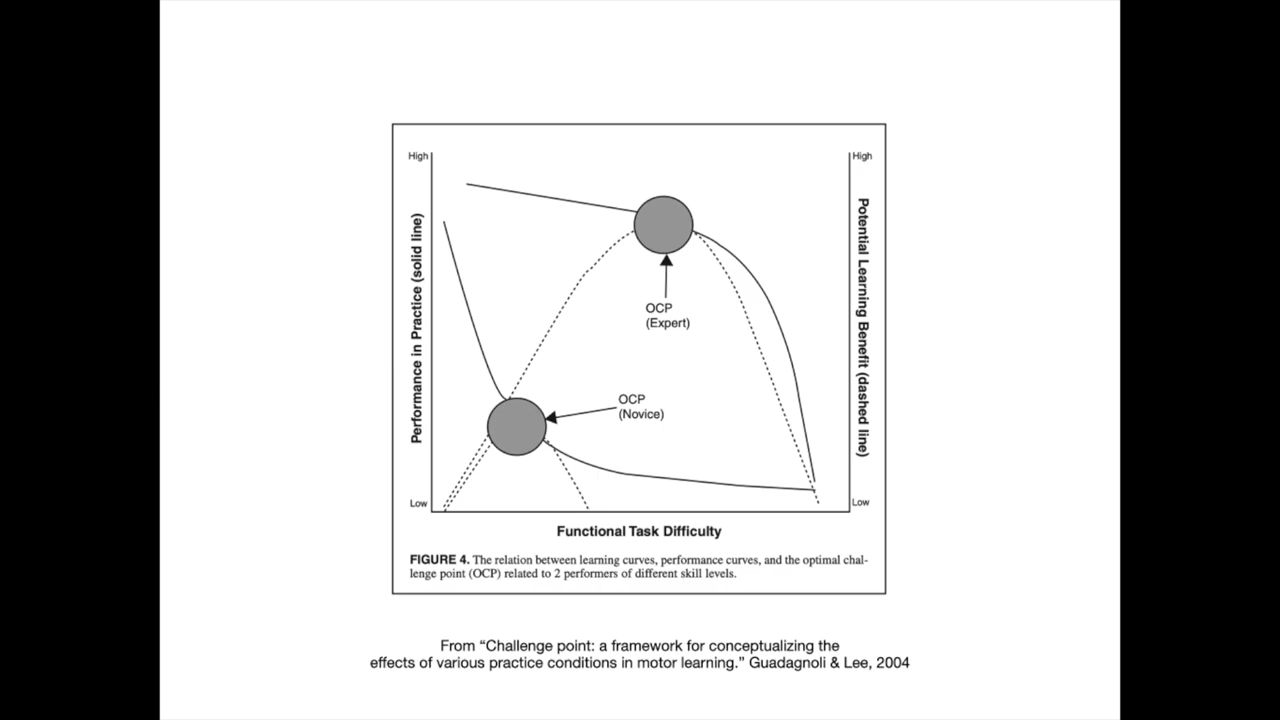 High
High
Performance in Practice (solid line)
Potential Learning Benefit (dashed line)
OCP
(Expert)
OCP
(Novice)
Low
Low
Functional Task Difficulty
FIGURE 4. The relation between learning curves, performance curves, and the optimal chal-
lenge point (OCP) related to 2 performers of different skill levels.
From “Challenge point: a framework for conceptualizing the
effects of various practice conditions in motor learning.” Guadagnoli & Lee, 2004